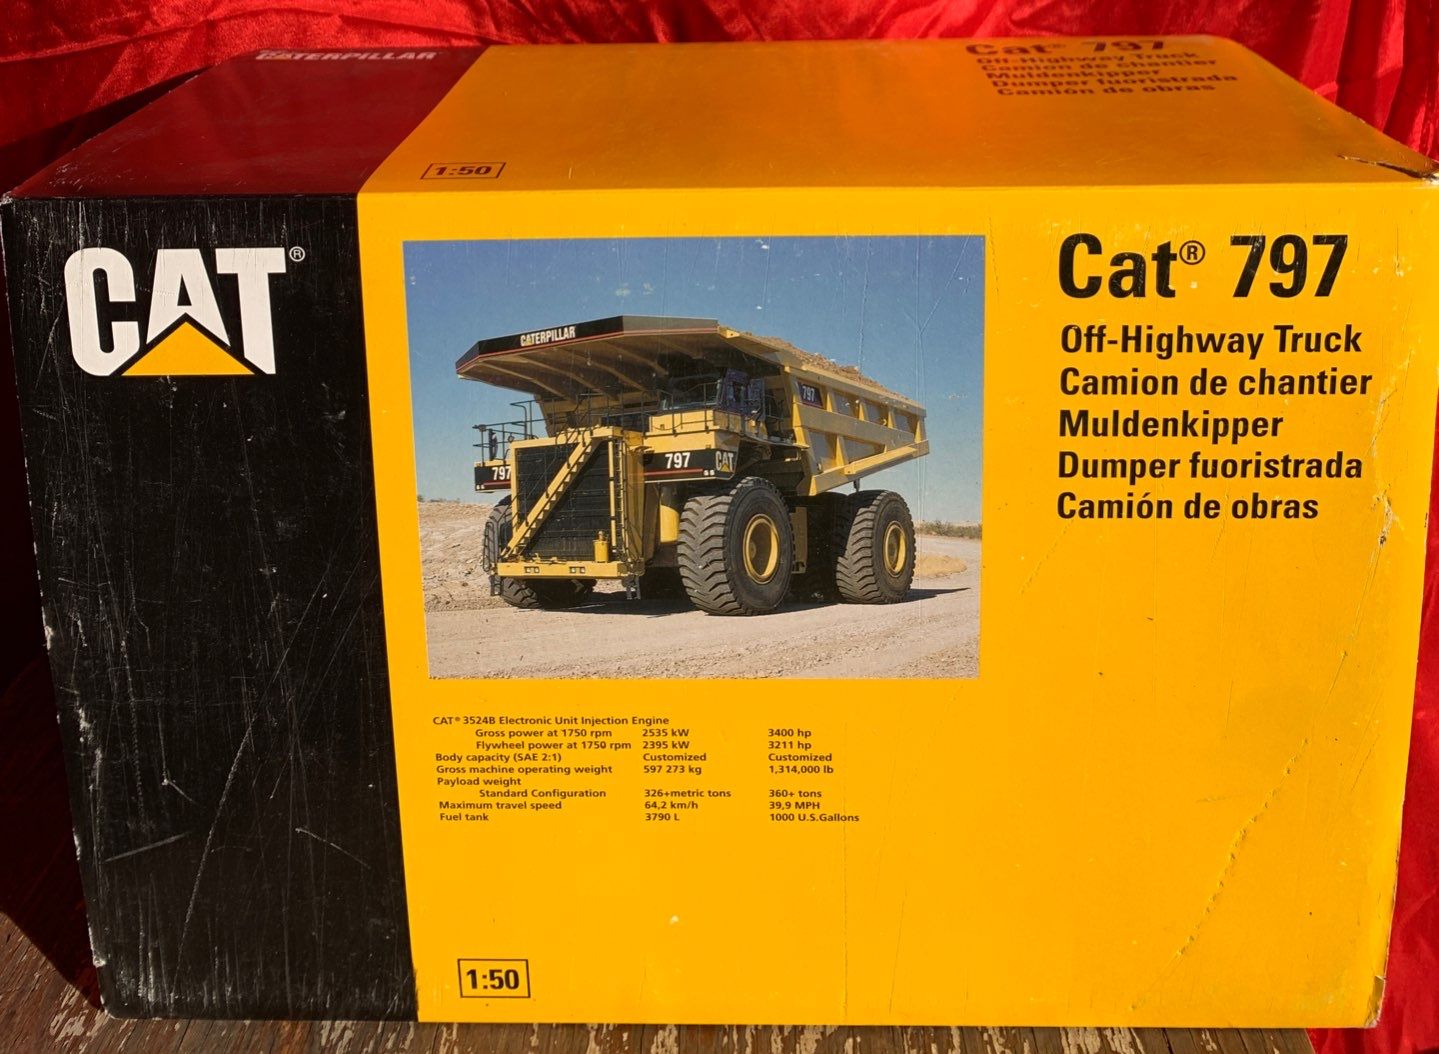 CATERPILLAR
Cat® 797
Off-Highway Truck
Camion de chantier
Muldenkipper
Dumper fuoristrada
Camión de obras
1:50
CAT®
CATERPILLAR
797
797
797
CAT
Cat® 797
Off-Highway Truck
Camion de chantier
Muldenkipper
Dumper fuoristrada
Camión de obras
CAT® 3524B Electronic Unit Injection Engine
Gross power at 1750 rpm 2535 kW 3400 hp
Flywheel power at 1750 rpm 2395 kW 3211 hp
Body capacity (SAE 2:1) Customized Customized
Gross machine operating weight 597 273 kg 1,314,000 lb
Payload weight
Standard Configuration 326+metric tons 360+ tons
Maximum travel speed 64,2 km/h 39,9 MPH
Fuel tank 3790 L 1000 U.S.Gallons
1:50